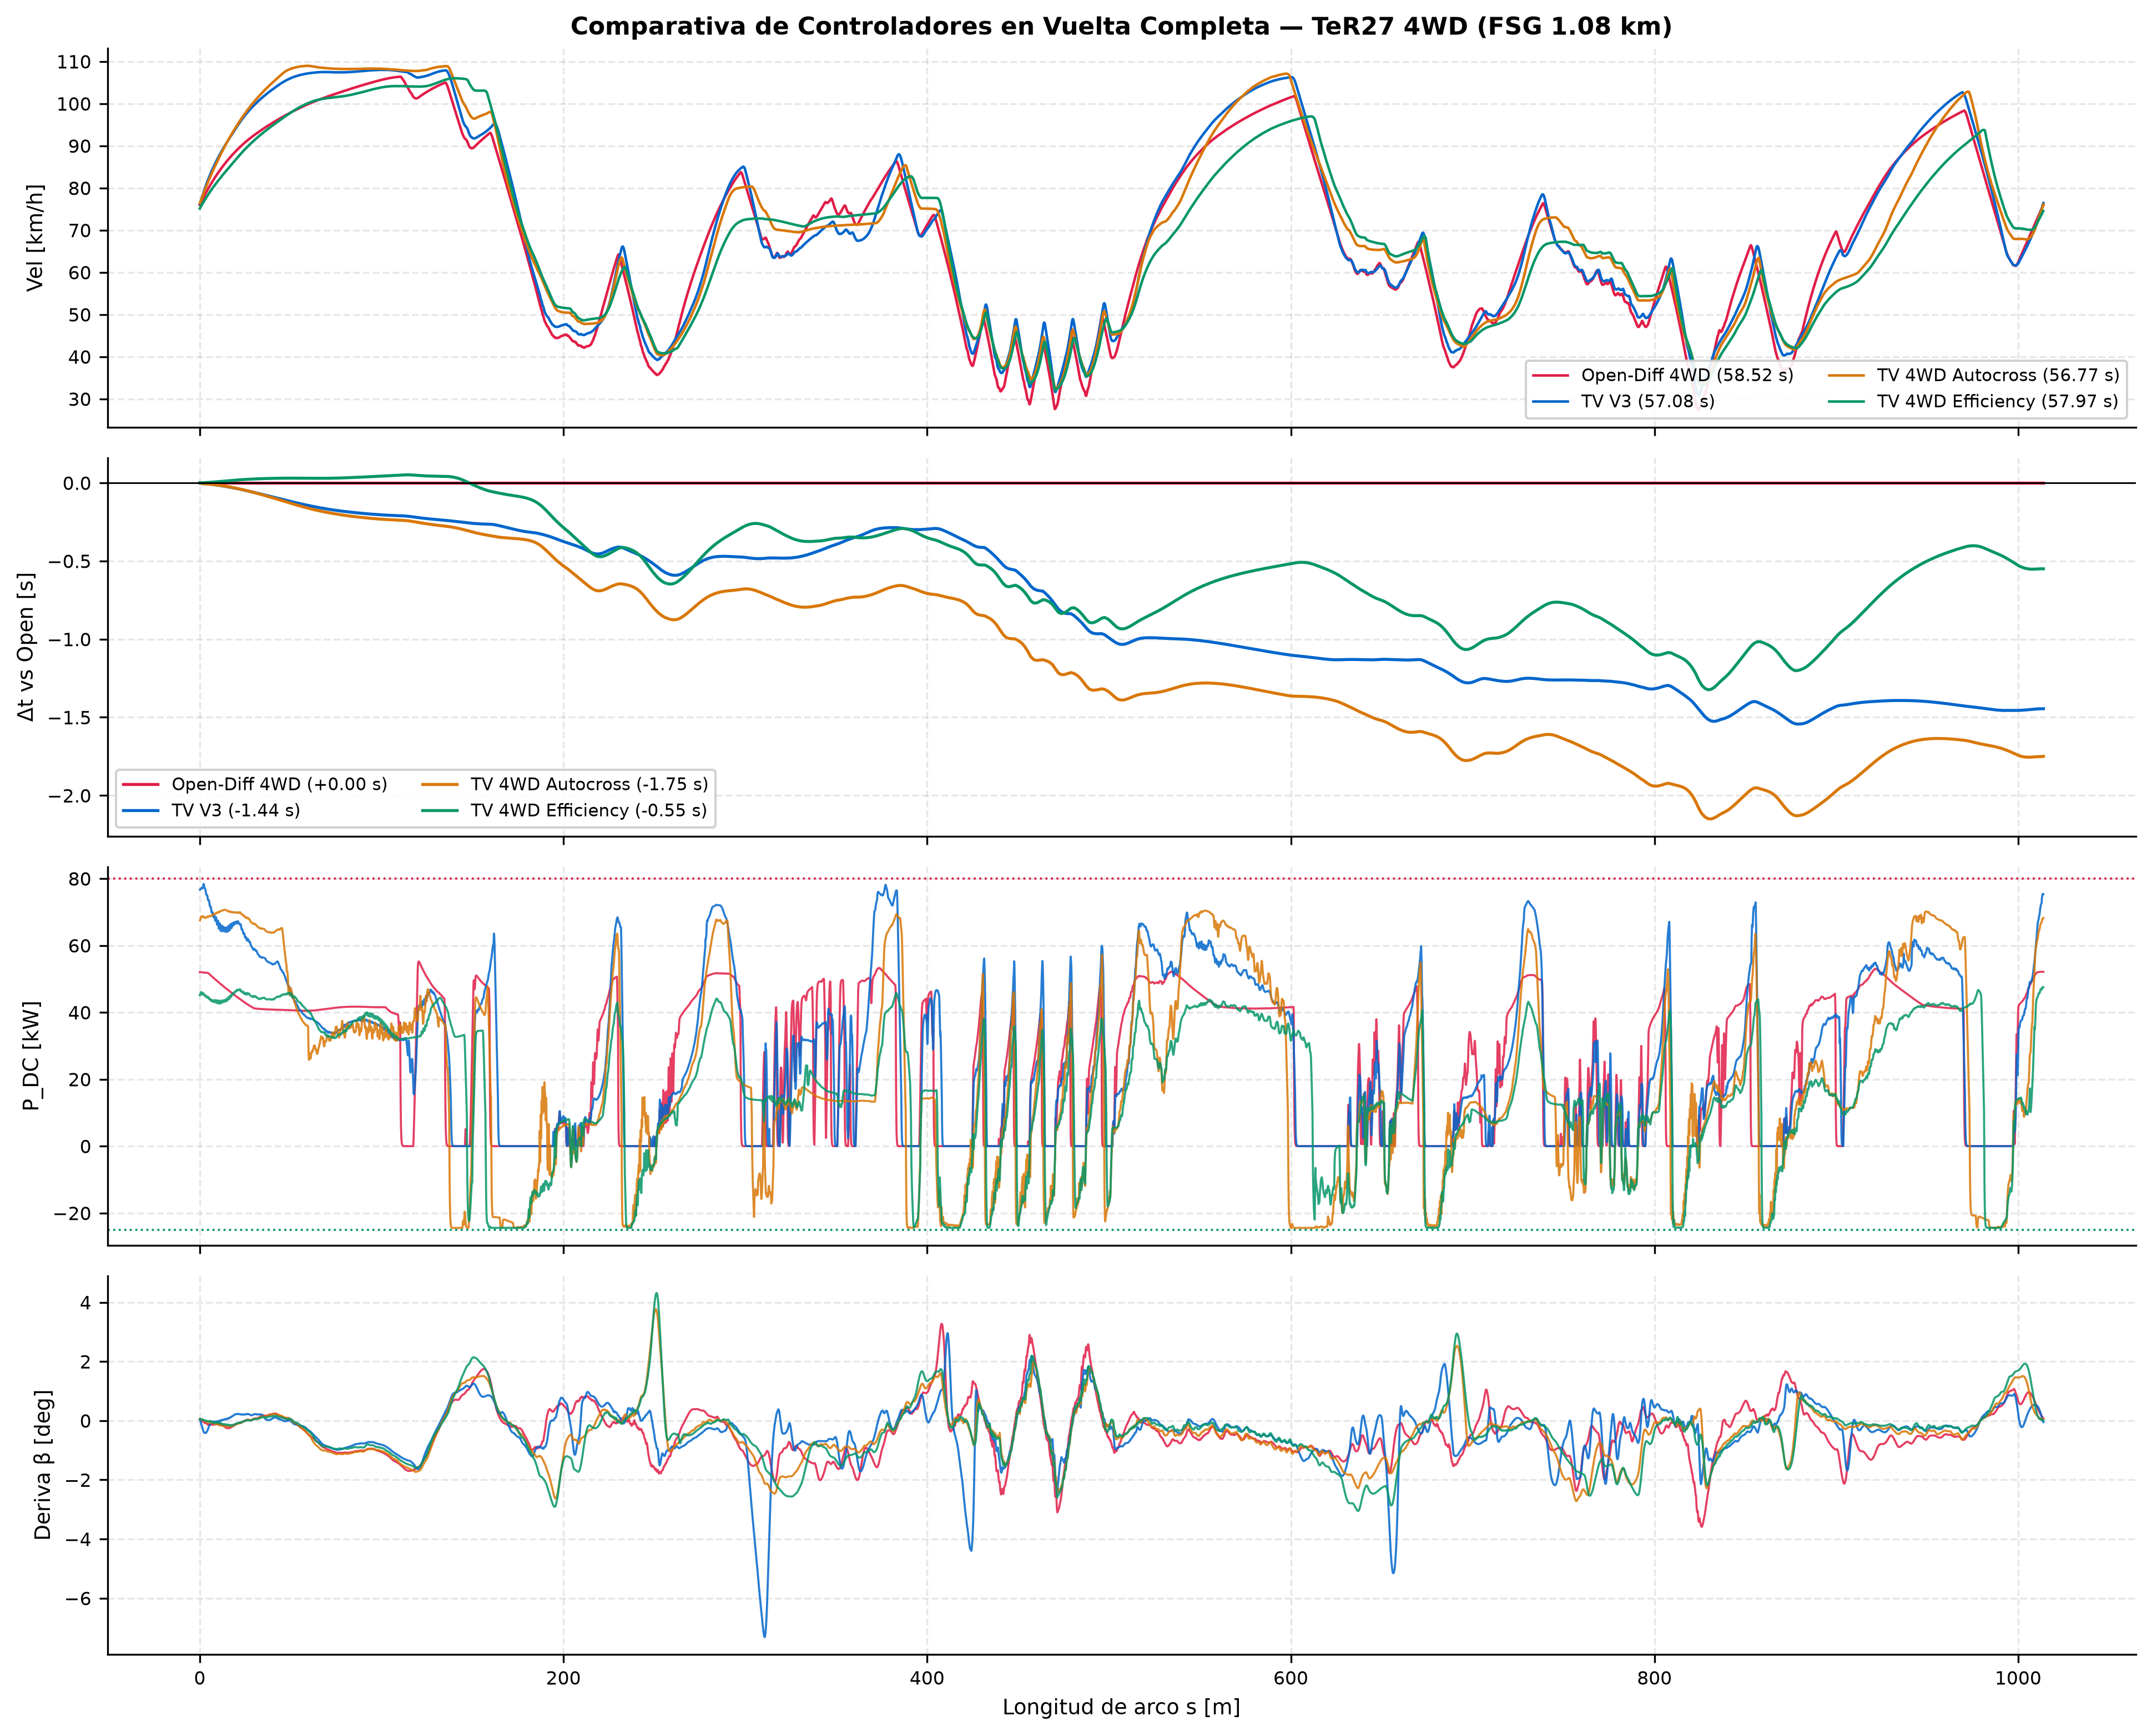 Comparativa de Controladores en Vuelta Completa — TeR27 4WD (FSG 1.08 km)
Vel [km/h]
110
100
90
80
70
60
50
40
30
Open-Diff 4WD (58.52 s)
TV V3 (57.08 s)
TV 4WD Autocross (56.77 s)
TV 4WD Efficiency (57.97 s)
Δt vs Open [s]
0.0
−0.5
−1.0
−1.5
−2.0
Open-Diff 4WD (+0.00 s)
TV V3 (-1.44 s)
TV 4WD Autocross (-1.75 s)
TV 4WD Efficiency (-0.55 s)
P_DC [kW]
80
60
40
20
0
−20
Deriva β [deg]
4
2
0
−2
−4
−6
0
200
400
600
800
1000
Longitud de arco s [m]